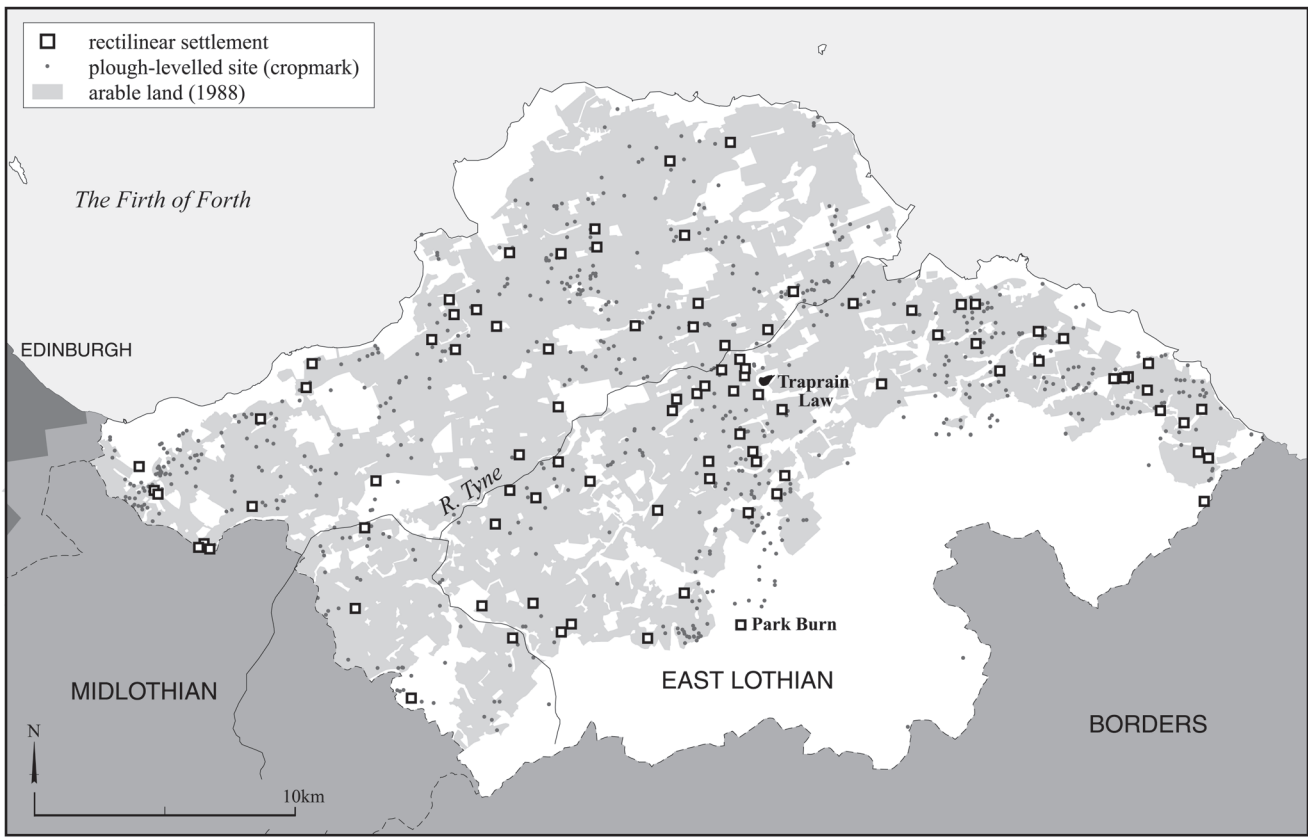 rectilinear settlement
plough-levelled site (cropmark)
arable land (1988)
The Firth of Forth
EDINBURGH
Traprain
Law
R. Tyne
Park Burn
EAST LOTHIAN
MIDLOTHIAN
BORDERS
N
10km